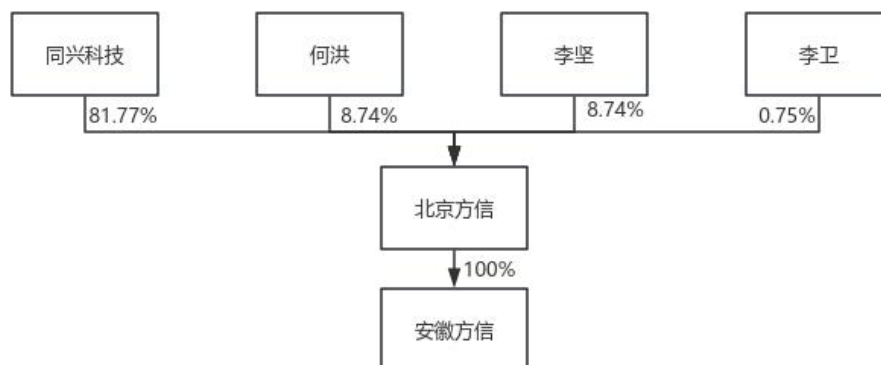 同兴科技
何洪
李坚
李卫
81.77%
8.74%
8.74%
0.75%
北京方信
100%
安徽方信